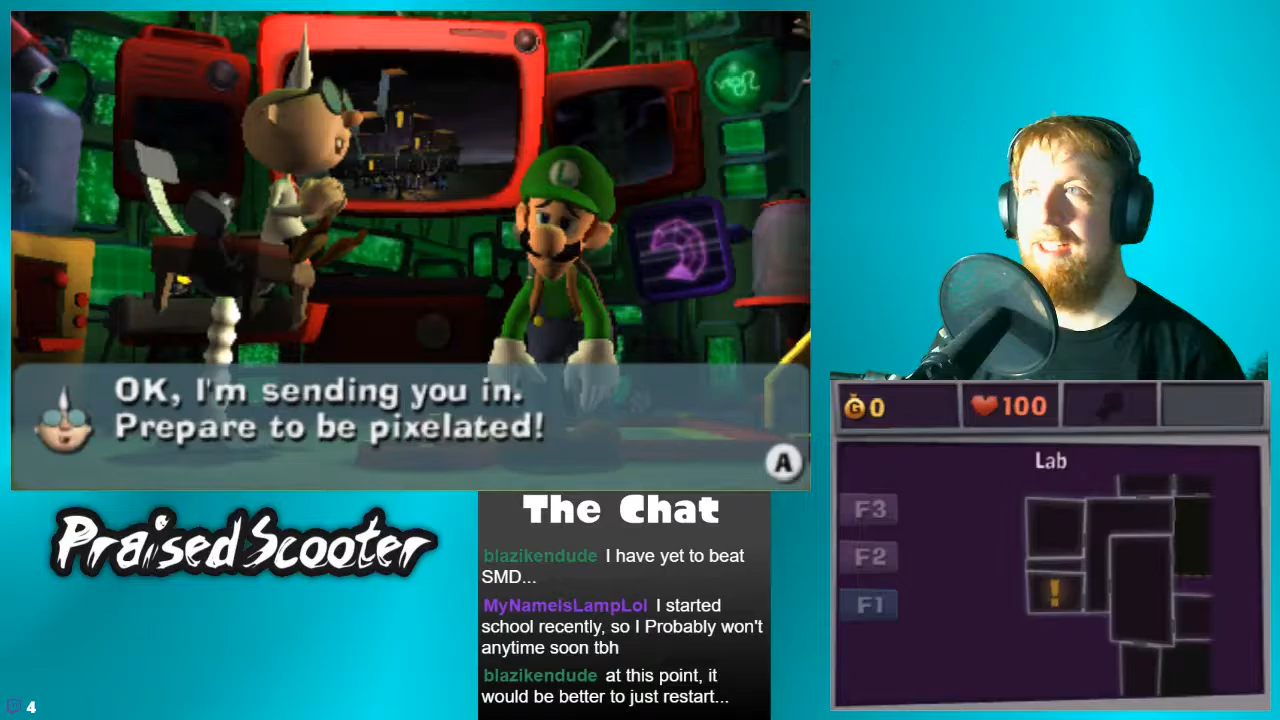 L
OK, I'm sending you in.
Prepare to be pixelated!
A
G 0
100
Lab
F3
F2
F1
!
Praised Scooter
The Chat
blazikendude I have yet to beat
SMD...
MyNameIsLampLol I started
school recently, so I Probably won't
anytime soon tbh
blazikendude at this point, it
would be better to just restart...
4